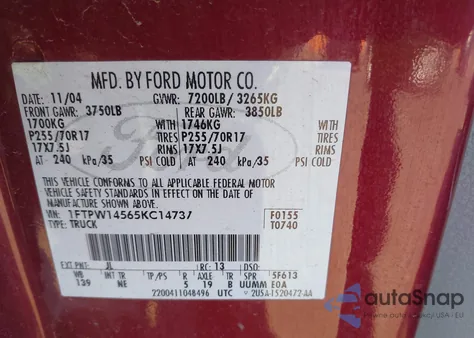 MFD. BY FORD MOTOR CO.
DATE: 11/04 GVWR: 7200LB/ 3265KG
FRONT GAWR: 3750LB REAR GAWR: 3850LB
1700KG WITH 1746KG WITH
P255/70R17 TIRES P255/70R17 TIRES
17X7.5J RIMS 17X7.5J RIMS
AT 240 kPa/35 PSI COLD AT 240 kPa/35 PSI COLD
THIS VEHICLE CONFORMS TO ALL APPLICABLE FEDERAL MOTOR
VEHICLE SAFETY STANDARDS IN EFFECT ON THE DATE OF
MANUFACTURE SHOWN ABOVE.
VIN: 1FTPW14565KC1473
TYPE: TRUCK
F0155
T0740
Ford
EXT PNT: JL RC: 13 DSO:
WB INT TR TP/PS R AXLE TR SPR 5F613
139 NE 5 19 B UUMM E0A
2200411048496 UTC 2U5A-1520472-AA
autaSnap